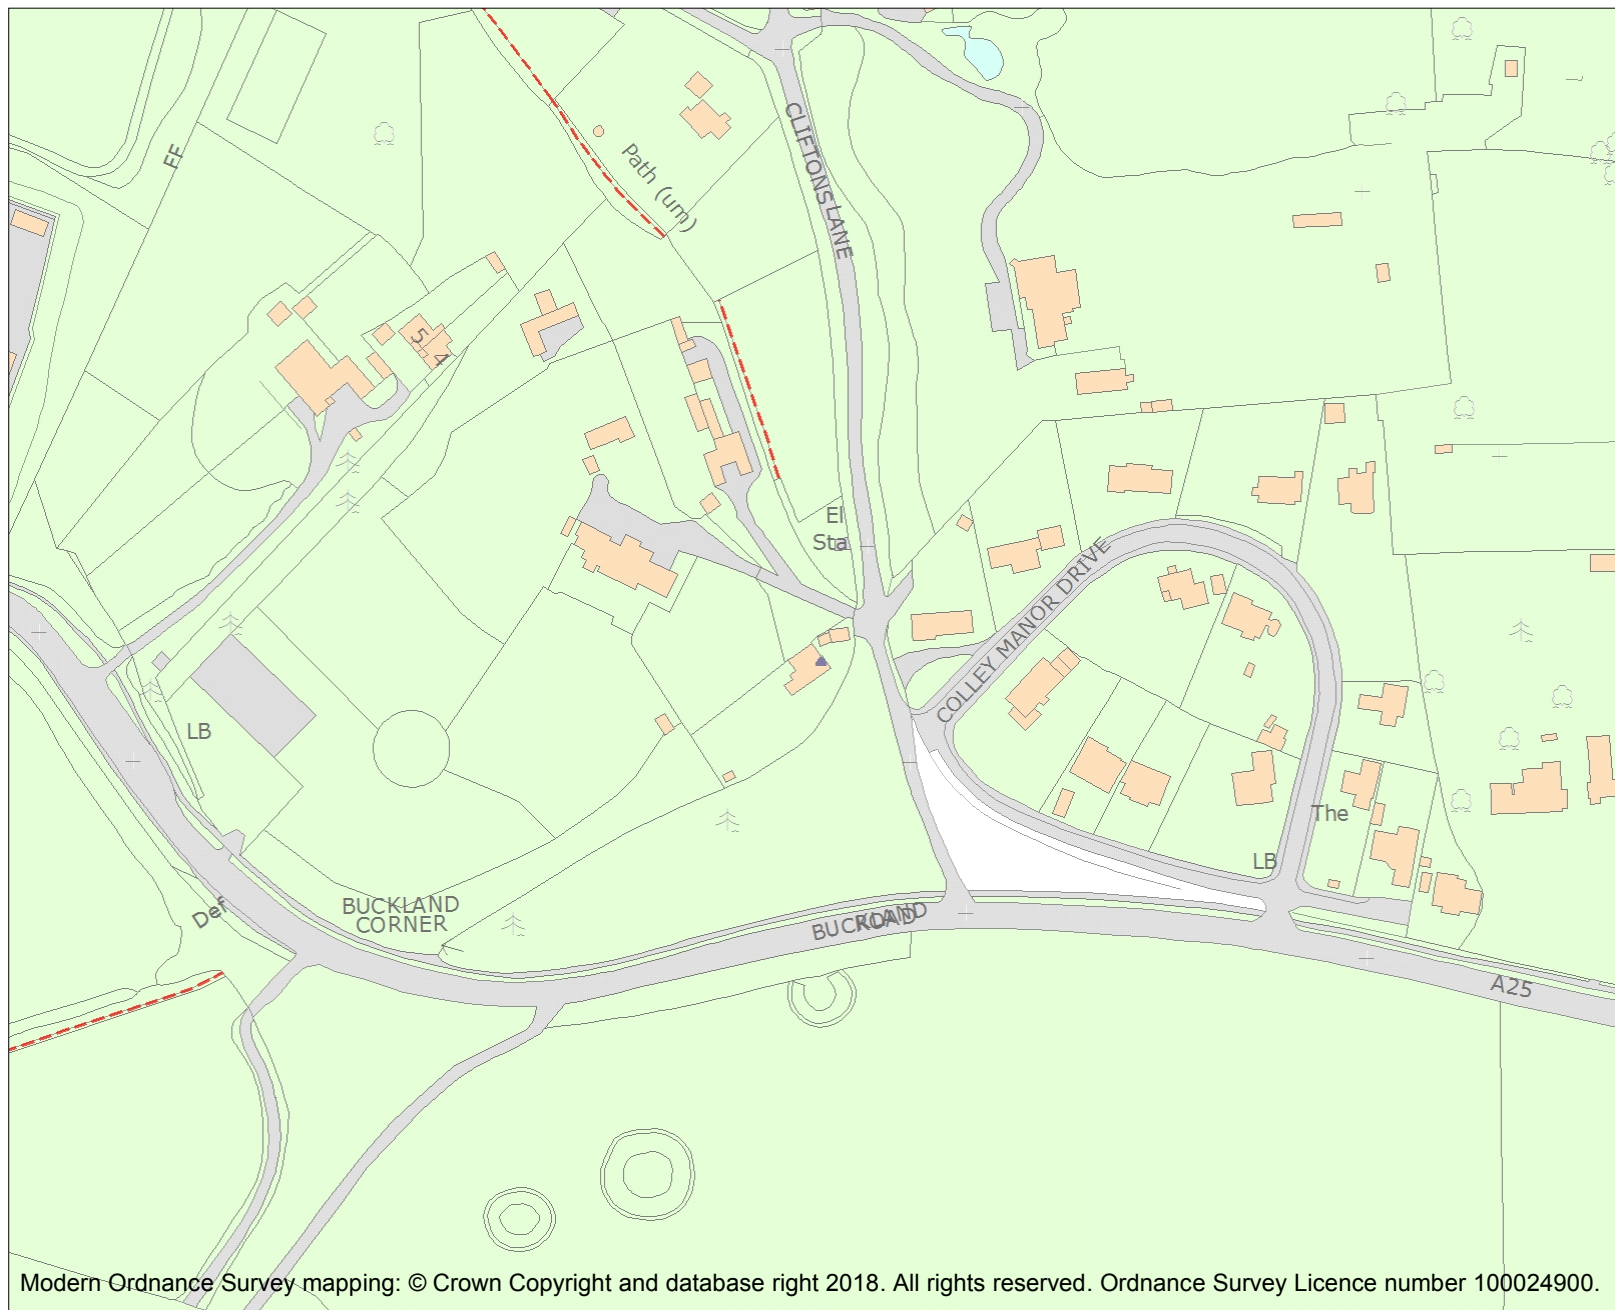 CLIFTONS LANE
FF
Path (um)
5
4
El
Sta
COLLEY MANOR DRIVE
LB
The
LB
BUCKLAND
CORNER
Def
BUCKLAND
ROAD
A25
Modern Ordnance Survey mapping: © Crown Copyright and database right 2018. All rights reserved. Ordnance Survey Licence number 100024900.